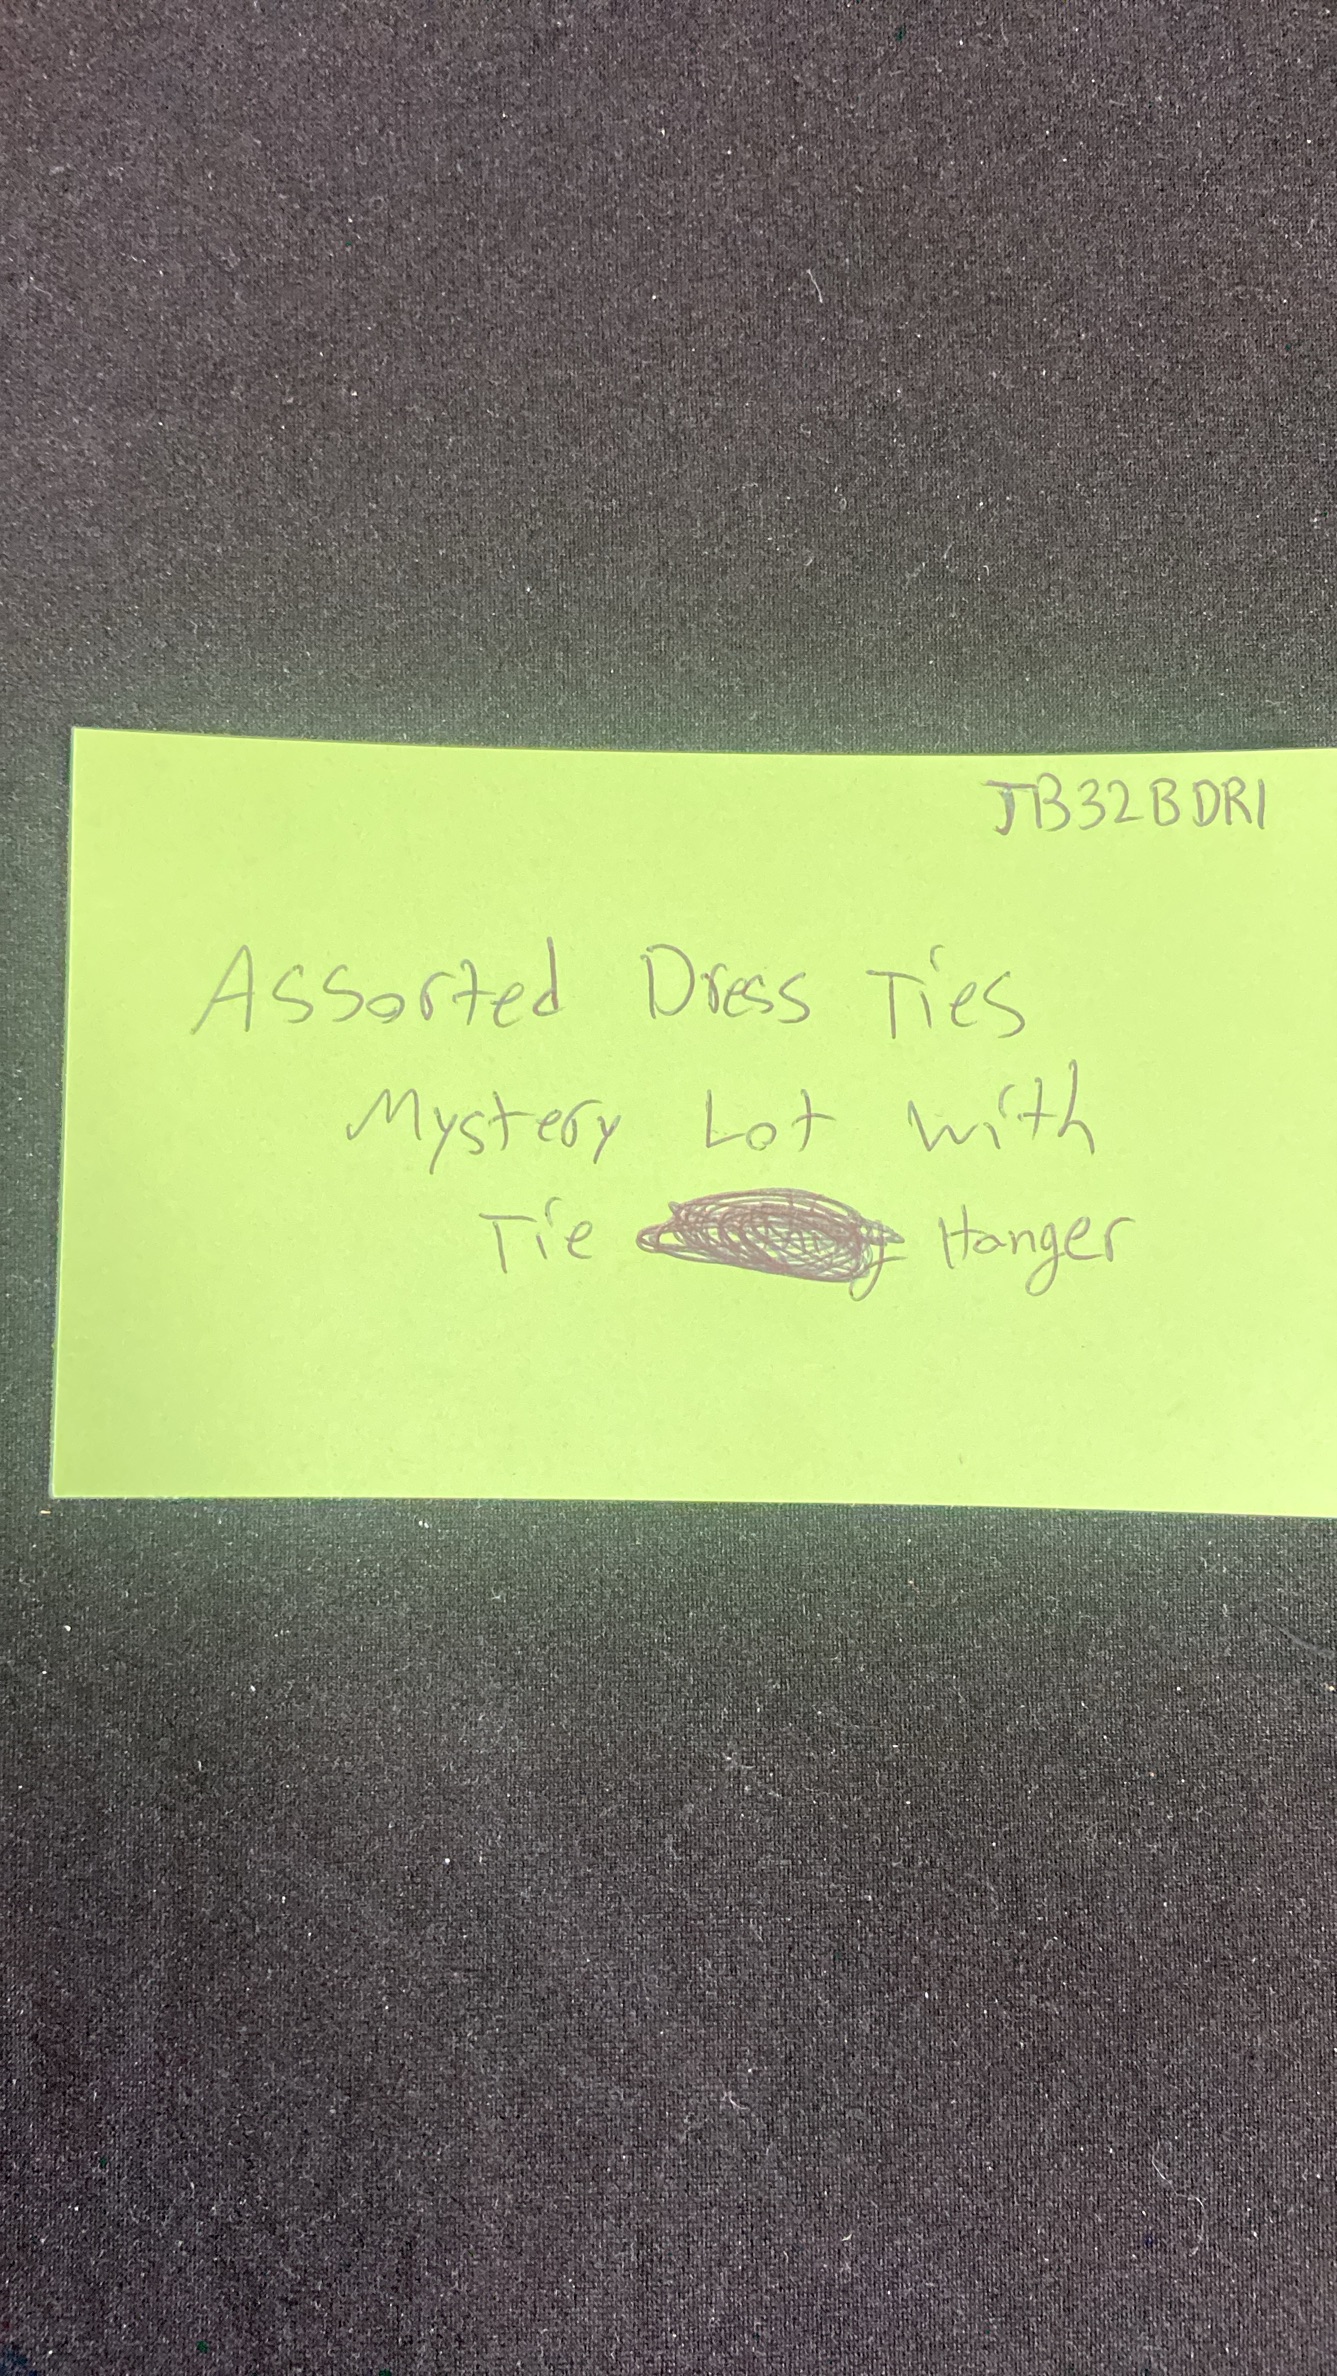 JB32BDR1
Assorted Dress Ties
Mystery Lot with
Tie Hanger